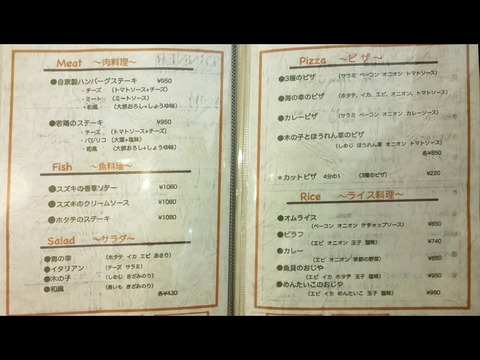 Meat ～肉料理～
●自家製ハンバーグステーキ ¥950
・チーズ (トマトソース+チーズ)
・ミート (ミートソース)
・和風 (大根おろし+しょうゆ味)
●若鶏のステーキ ¥950
・チーズ (トマトソース+チーズ)
・バジリコ (大葉+塩味)
・和風 (大根おろし+しょうゆ味)
Fish ～魚料理～
●スズキの香草ソテー ¥1080
●スズキのクリームソース ¥1080
●ホタテのステーキ ¥1080
Salad ～サラダ～
●海の幸 (ホタテ イカ エビ あさり)
●イタリアン (チーズ サラミ)
●木の子 (しめじ きざみのり)
●和風 (長いも きざみのり)
各¥430
Pizza ～ピザ～
●3種のピザ (サラミ ベーコン オニオン トマトソース)
●海の幸のピザ (ホタテ、イカ、エビ、オニオン、トマトソース)
●カレーピザ (サラミ ベーコン オニオン カレーソース)
●木の子とほうれん草のピザ
(しめじ ほうれん草 オニオン トマトソース)
各¥850
*カットピザ 4分の1 (3種のピザ) ¥220
Rice ～ライス料理～
●オムライス ¥850
(ベーコン オニオン ケチャップソース)
●ピラフ ¥740
(エビ オニオン 玉子 塩味)
●カレー ¥850
(エビ オニオン 季節の野菜)
●魚貝のおじや ¥950
(エビ イカ ホタテ 玉子 塩味)
●めんたいこのおじや ¥950
(エビ イカ めんたいこ 玉子 塩味)